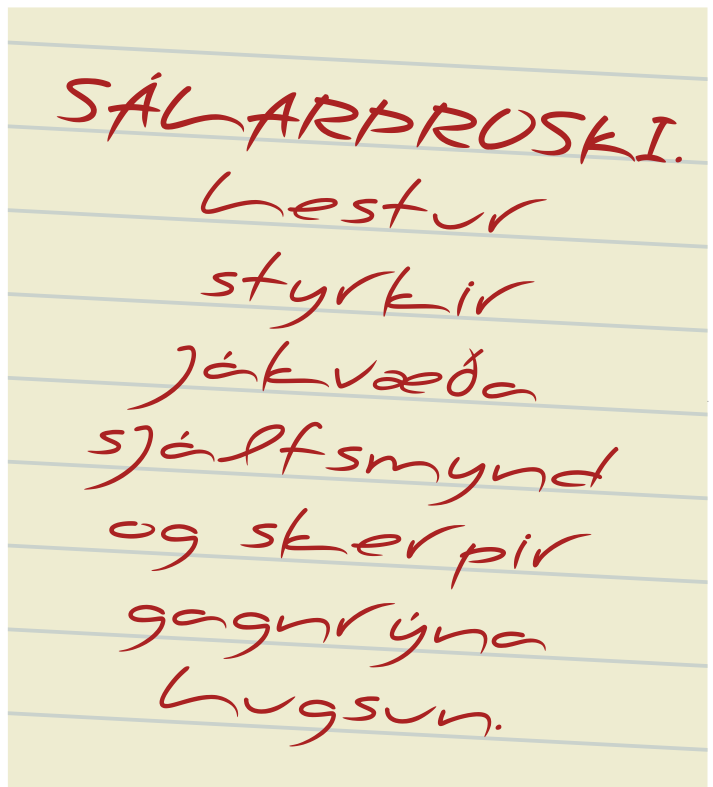 SÁLARÞROSKI.
Lestur
styrkir
jákvæða
sjálfsmynd
og skerpir
gagnrýna
hugsun.